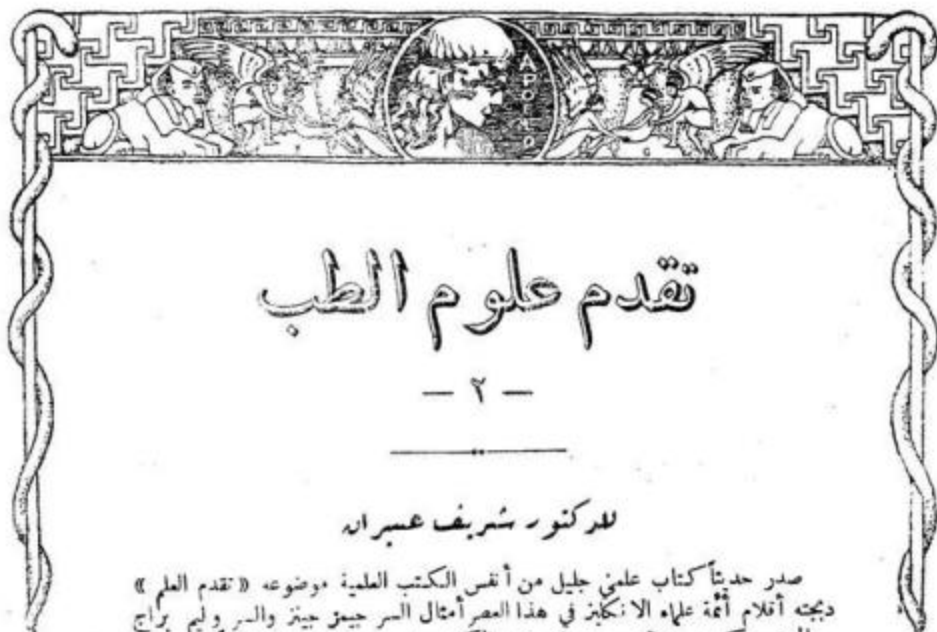 APOLLO
تقدم علوم الطب
— ٢ —
للدكتور شريف عسيران
صدر حديثاً كتاب علمي جليل من أنفس الكتب العلمية موضوعه « تقدم العلم »
دبجته أقلام أئمة علماء الانكليز في هذا العصر أمثال السر جيمز جينز والسر وليم براج